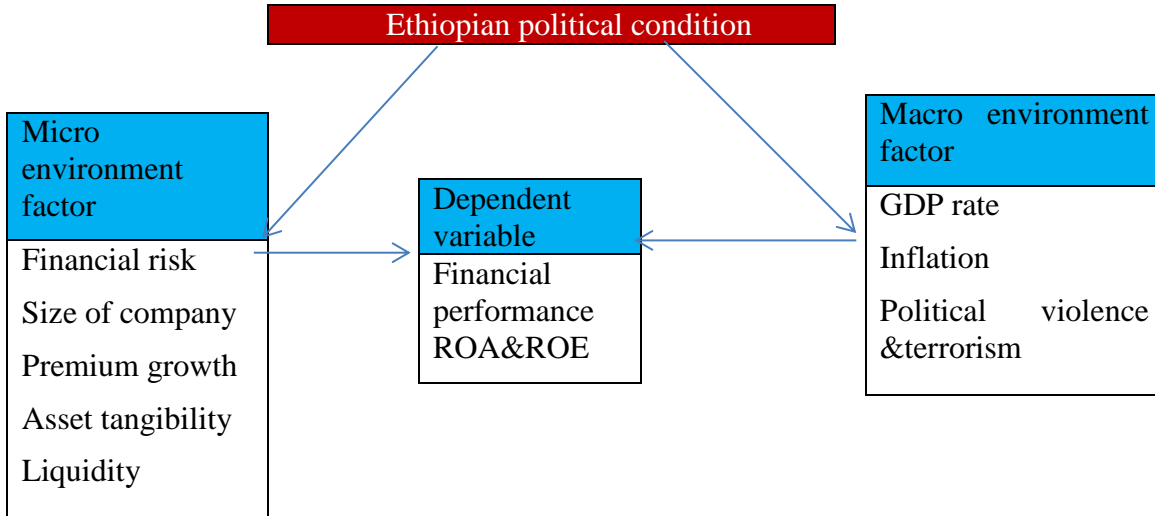 Ethiopian political condition
Micro
environment
factor
Financial risk
Size of company
Premium growth
Asset tangibility
Liquidity
Dependent
variable
Financial
performance
ROA&ROE
Macro environment
factor
GDP rate
Inflation
Political violence
&terrorism